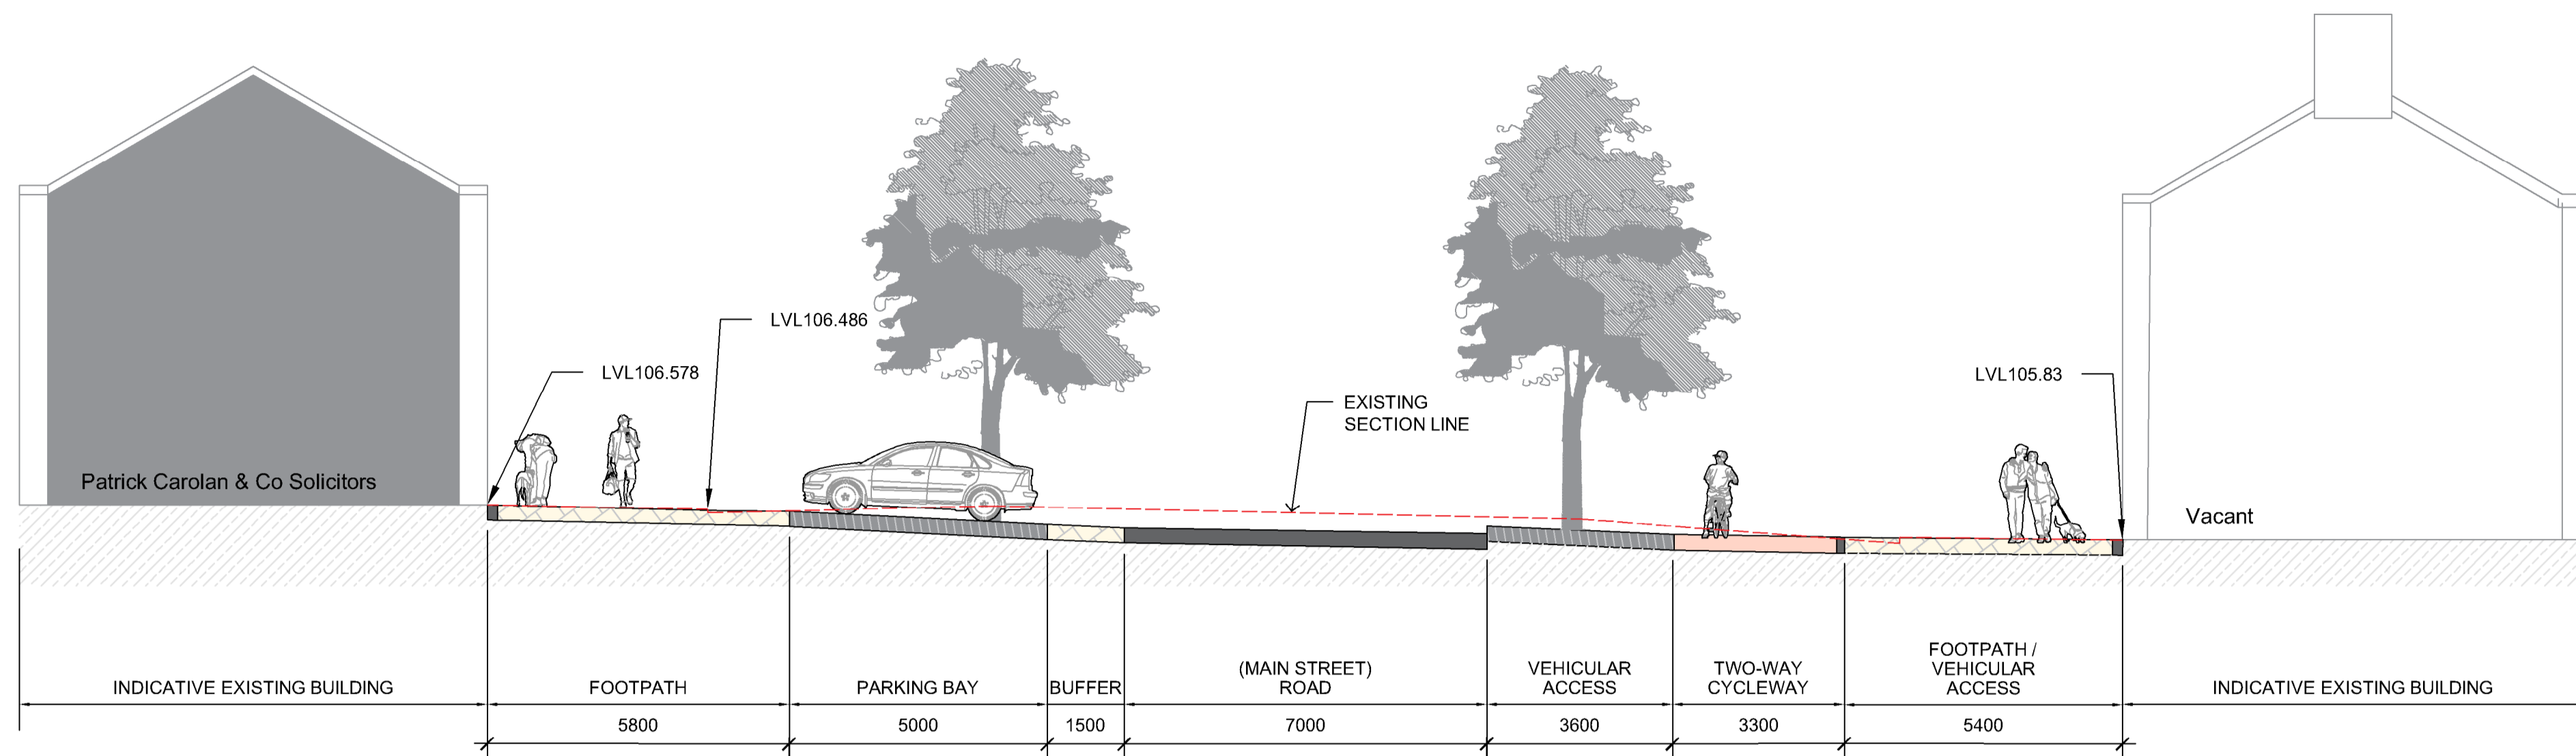 LVL106.486
LVL106.578
LVL105.83
EXISTING
SECTION LINE
Patrick Carolan & Co Solicitors
Vacant
INDICATIVE EXISTING BUILDING
FOOTPATH
PARKING BAY
BUFFER
(MAIN STREET)
ROAD
VEHICULAR
ACCESS
TWO-WAY
CYCLEWAY
FOOTPATH /
VEHICULAR
ACCESS
INDICATIVE EXISTING BUILDING
5800
5000
1500
7000
3600
3300
5400